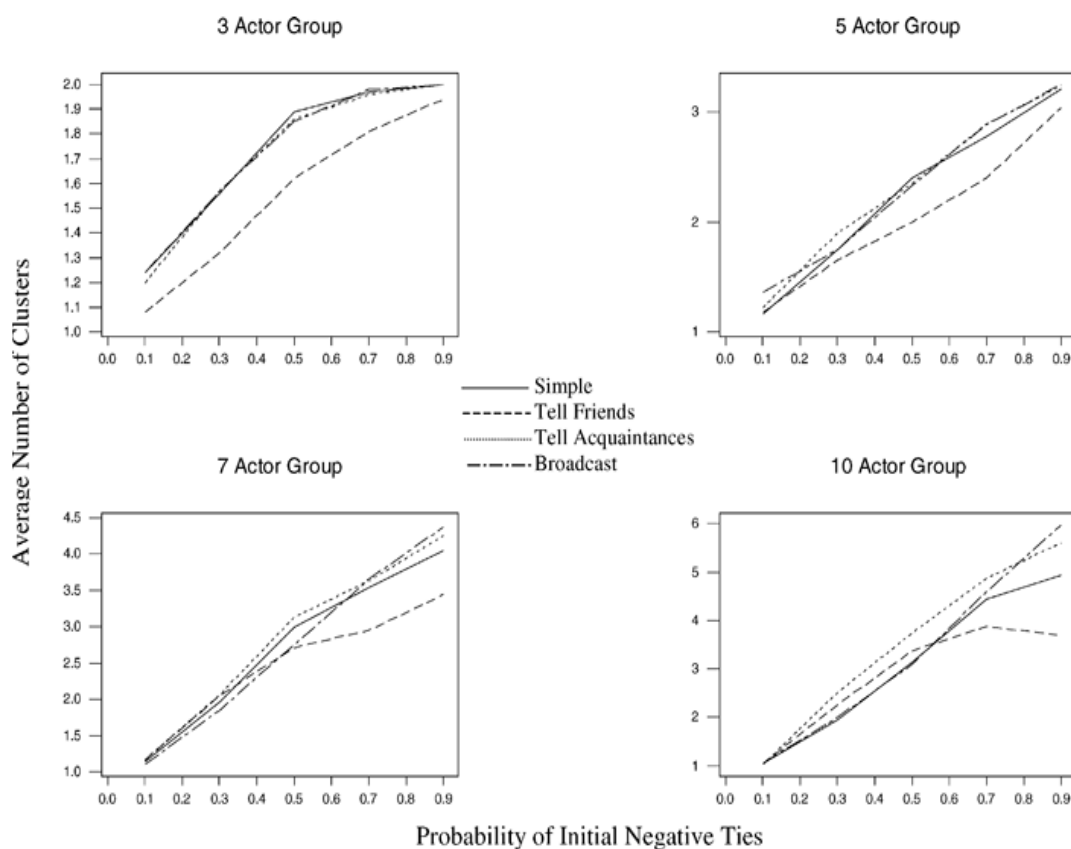 3 Actor Group
5 Actor Group
2.0
1.9
1.8
1.7
1.6
1.5
1.4
1.3
1.2
1.1
1.0
0.0 0.1 0.2 0.3 0.4 0.5 0.6 0.7 0.8 0.9
3
2
1
0.0 0.1 0.2 0.3 0.4 0.5 0.6 0.7 0.8 0.9
Average Number of Clusters
Simple
Tell Friends
Tell Acquaintances
Broadcast
7 Actor Group
10 Actor Group
4.5
4.0
3.5
3.0
2.5
2.0
1.5
1.0
0.0 0.1 0.2 0.3 0.4 0.5 0.6 0.7 0.8 0.9
6
5
4
3
2
1
0.0 0.1 0.2 0.3 0.4 0.5 0.6 0.7 0.8 0.9
Probability of Initial Negative Ties